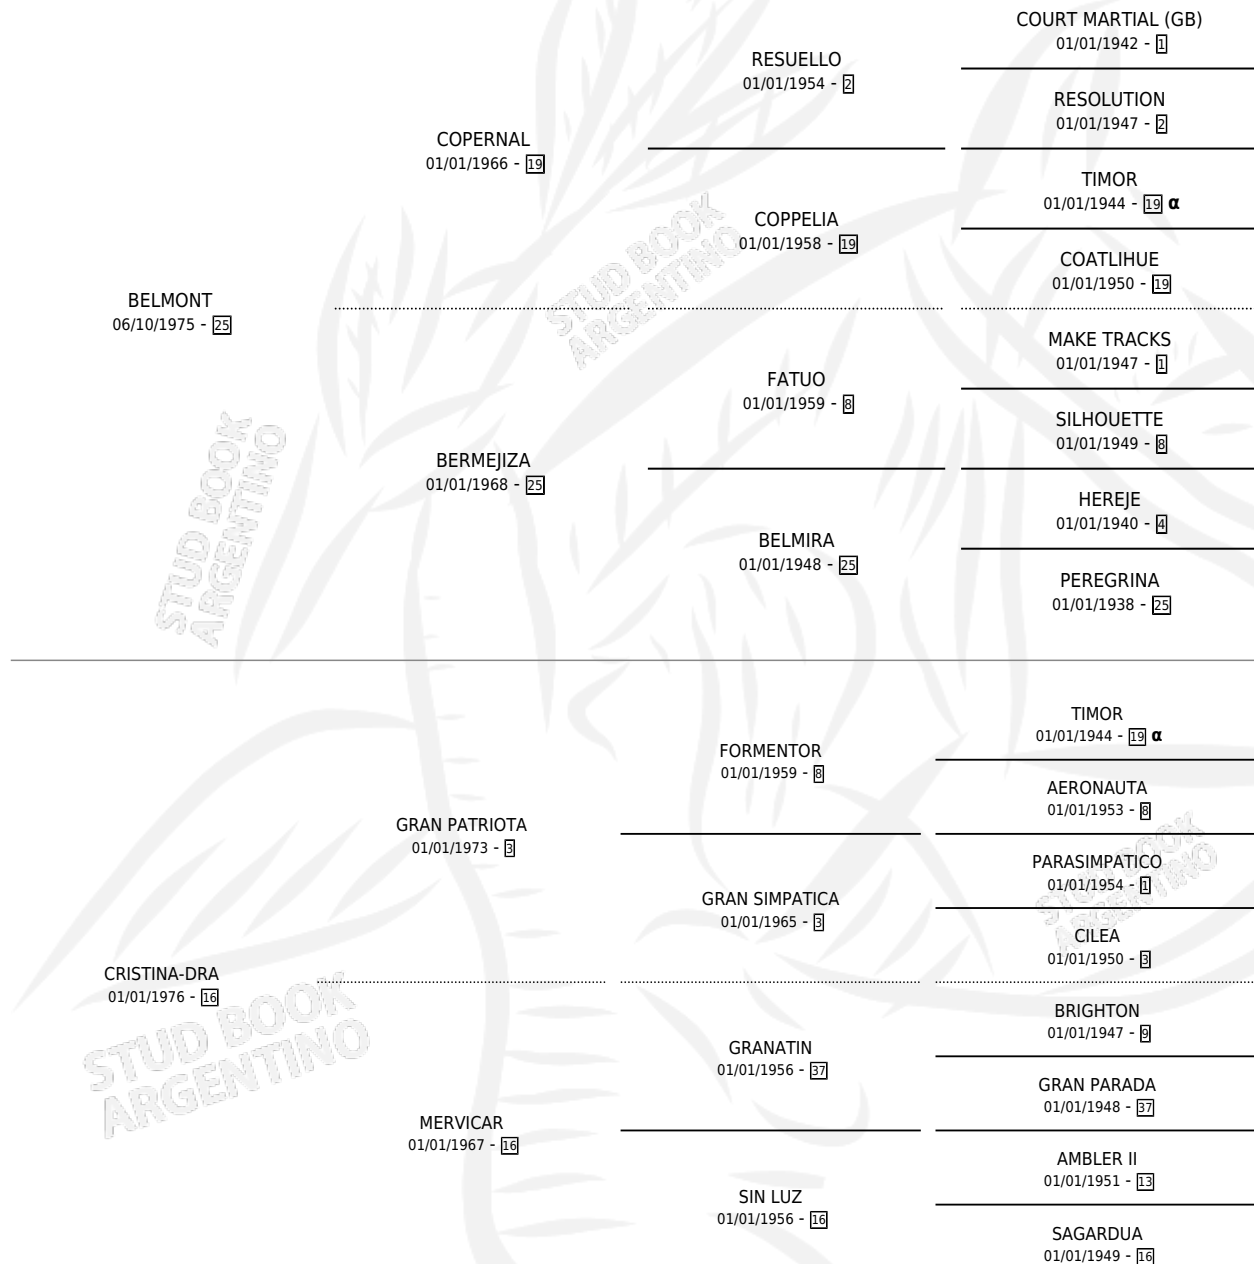 COURT MARTIAL (GB)
01/01/1942 - 1
RESUELLO
01/01/1954 - 2
RESOLUTION
01/01/1947 - 2
COPERNAL
01/01/1966 - 19
TIMOR
01/01/1944 - 19 α
COPPELIA
01/01/1958 - 19
COATLIHUE
01/01/1950 - 19
BELMONT
06/10/1975 - 25
MAKE TRACKS
01/01/1947 - 1
FATUO
01/01/1959 - 8
SILHOUETTE
01/01/1949 - 8
BERMEJIZA
01/01/1968 - 25
HEREJE
01/01/1940 - 4
BELMIRA
01/01/1948 - 25
PEREGRINA
01/01/1938 - 25
STUD BOOK
ARGENTINO
STUD BOOK
ARGENTINO
TIMOR
01/01/1944 - 19 α
FORMENTOR
01/01/1959 - 8
AERONAUTA
01/01/1953 - 8
GRAN PATRIOTA
01/01/1973 - 3
PARASIMPATICO
01/01/1954 - 1
GRAN SIMPATICA
01/01/1965 - 3
CILEA
01/01/1950 - 3
CRISTINA-DRA
01/01/1976 - 16
BRIGHTON
01/01/1947 - 9
GRANATIN
01/01/1956 - 37
GRAN PARADA
01/01/1948 - 37
MERVICAR
01/01/1967 - 16
AMBLER II
01/01/1951 - 13
SIN LUZ
01/01/1956 - 16
SAGARDUA
01/01/1949 - 16
STUD BOOK
ARGENTINO
STUD BOOK
ARGENTINO